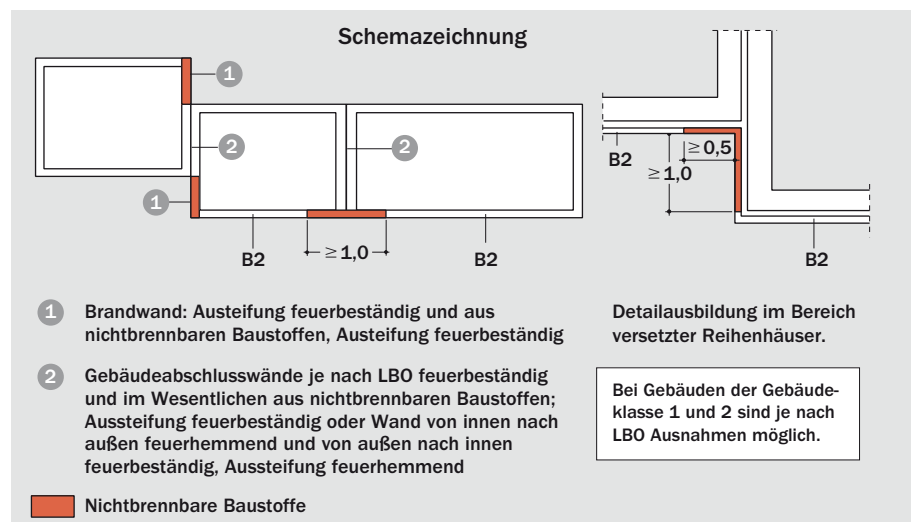 Schemazeichnung
1
2
2
1
B2
≥ 1,0
B2
B2
≥ 0,5
≥ 1,0
B2
1 Brandwand: Austeifung feuerbeständig und aus
nichtbrennbaren Baustoffen, Austeifung feuerbeständig
2 Gebäudeabschlusswände je nach LBO feuerbeständig
und im Wesentlichen aus nichtbrennbaren Baustoffen;
Aussteifung feuerbeständig oder Wand von innen nach
außen feuerhemmend und von außen nach innen
feuerbeständig, Aussteifung feuerhemmend
Nichtbrennbare Baustoffe
Detailausbildung im Bereich
versetzter Reihenhäuser.
Bei Gebäuden der Gebäude-
klasse 1 und 2 sind je nach
LBO Ausnahmen möglich.